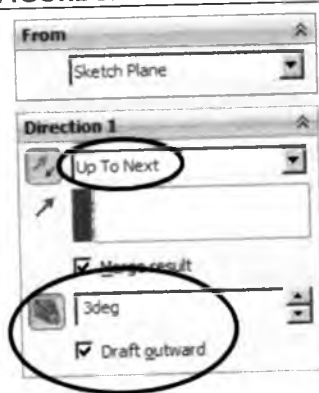 From
Sketch Plane
Direction 1
Up To Next
Merge result
3deg
Draft outward